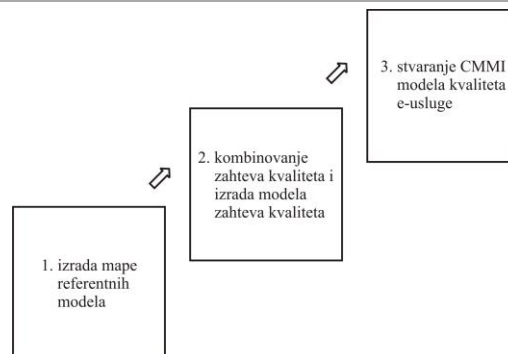 1. izrada mape
referentnih
modela
2. kombinovanje
zahteva kvaliteta i
izrada modela
zahteva kvaliteta
3. stvaranje CMMI
modela kvaliteta
e-usluge